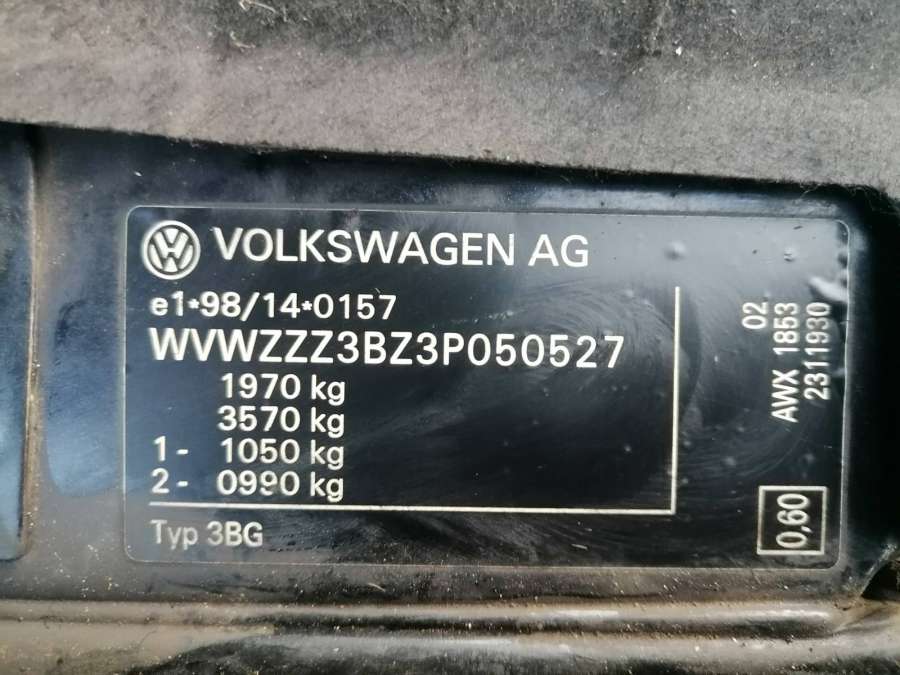 VOLKSWAGEN AG
e1*98/14*0157
WVWZZZ3BZ3P050527
1970 kg
3570 kg
1- 1050 kg
2- 0990 kg
Typ 3BG
02
AWX 1853
2311930
0,60